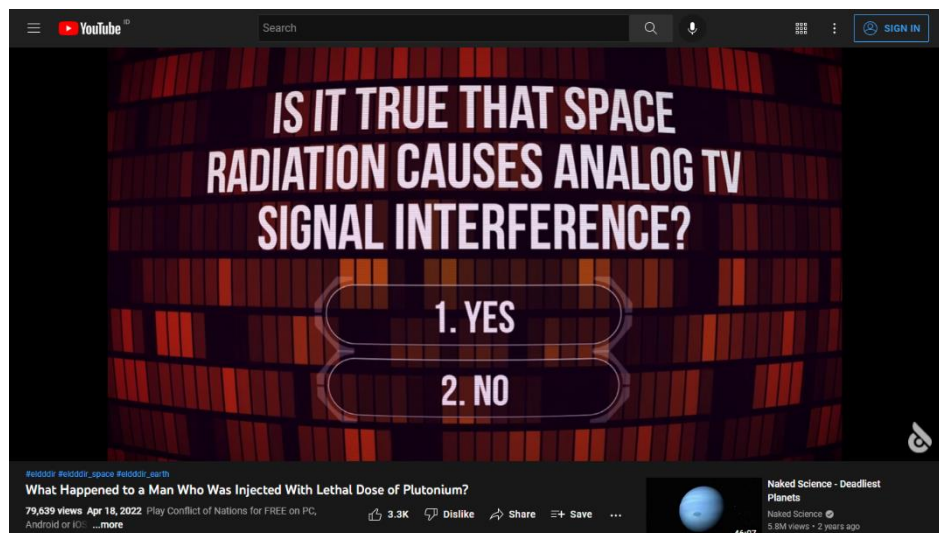 YouTube ID
Search
SIGN IN
IS IT TRUE THAT SPACE
RADIATION CAUSES ANALOG TV
SIGNAL INTERFERENCE?
1. YES
2. NO
#eldddir #eldddir_space #eldddir_earth
What Happened to a Man Who Was Injected With Lethal Dose of Plutonium?
79,639 views Apr 18, 2022 Play Conflict of Nations for FREE on PC,
Android or iOS ...more
3.3K Dislike Share Save ...
Naked Science - Deadliest
Planets
Naked Science
5.8M views • 2 years ago
46:07